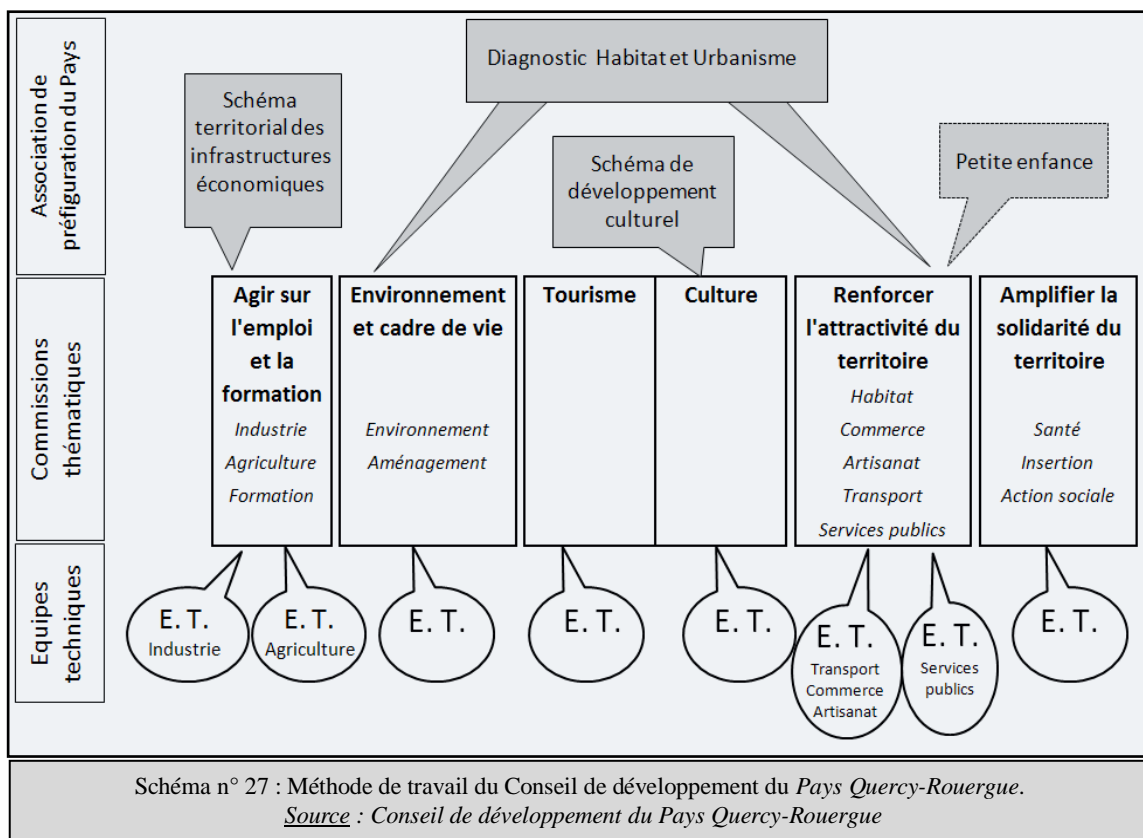 Association de
préfiguration du Pays
Diagnostic Habitat et Urbanisme
Schéma
territorial des
infrastructures
économiques
Schéma de
développement
culturel
Petite enfance
Commissions
thématiques
Agir sur
l'emploi et la
formation
Industrie
Agriculture
Formation
Environnement
et cadre de vie
Environnement
Aménagement
Tourisme
Culture
Renforcer
l'attractivité du
territoire
Habitat
Commerce
Artisanat
Transport
Services publics
Amplifier la
solidarité du
territoire
Santé
Insertion
Action sociale
Equipes
techniques
E. T.
Industrie
E. T.
Agriculture
E. T.
E. T.
E. T.
E. T.
Transport
Commerce
Artisanat
E. T.
Services
publics
E. T.
Schéma n° 27 : Méthode de travail du Conseil de développement du Pays Quercy-Rouergue.
Source : Conseil de développement du Pays Quercy-Rouergue